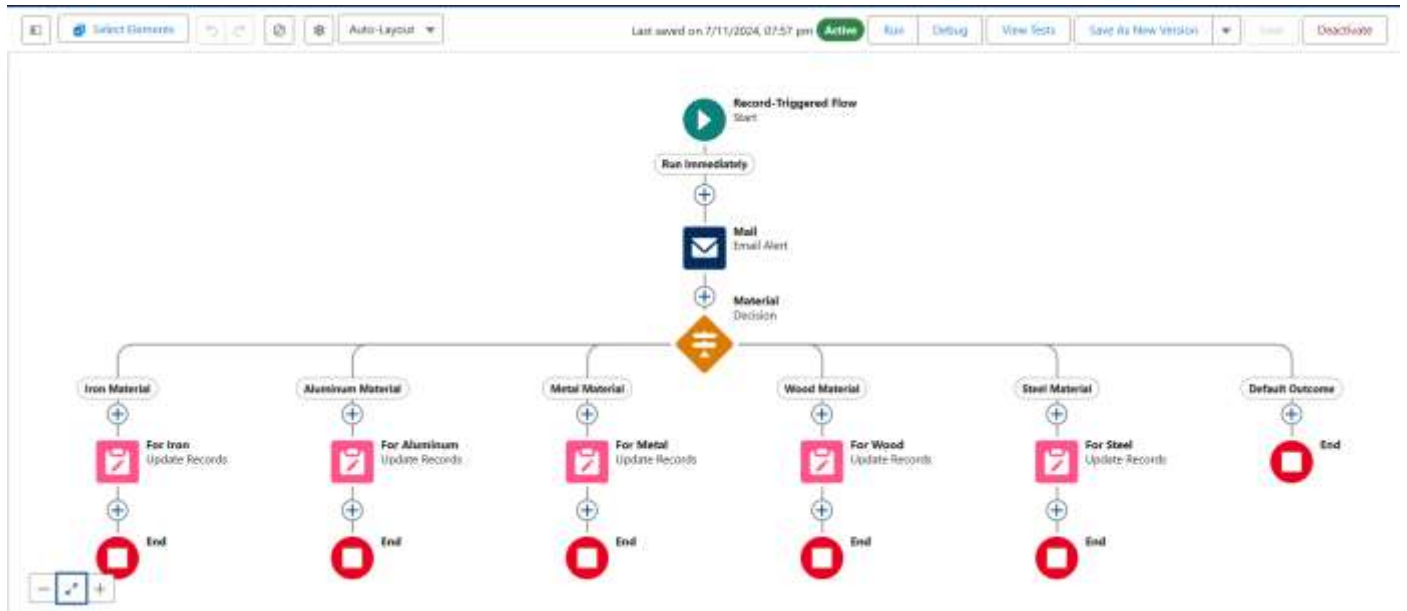 Select Elements
Auto-Layout
Last saved on 7/11/2024, 07:57 pm
Active
Run
Debug
View Tests
Save As New Version
Save
Deactivate
Record-Triggered Flow
Start
Run Immediately
Mail
Email Alert
Material
Decision
Iron Material
Aluminum Material
Metal Material
Wood Material
Steel Material
Default Outcome
For Iron
Update Records
For Aluminum
Update Records
For Metal
Update Records
For Wood
Update Records
For Steel
Update Records
End
End
End
End
End
End